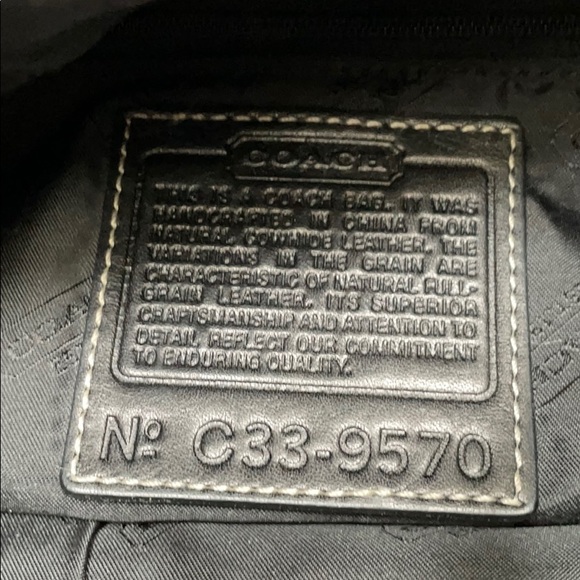 COACH
THIS IS A COACH BAG. IT WAS
HANDCRAFTED IN CHINA FROM
NATURAL COWHIDE LEATHER. THE
VARIATIONS IN THE GRAIN ARE
CHARACTERISTIC OF NATURAL FULL-
GRAIN LEATHER. ITS SUPERIOR
CRAFTSMANSHIP AND ATTENTION TO
DETAIL REFLECT OUR COMMITMENT
TO ENDURING QUALITY.
Nº C33-9570